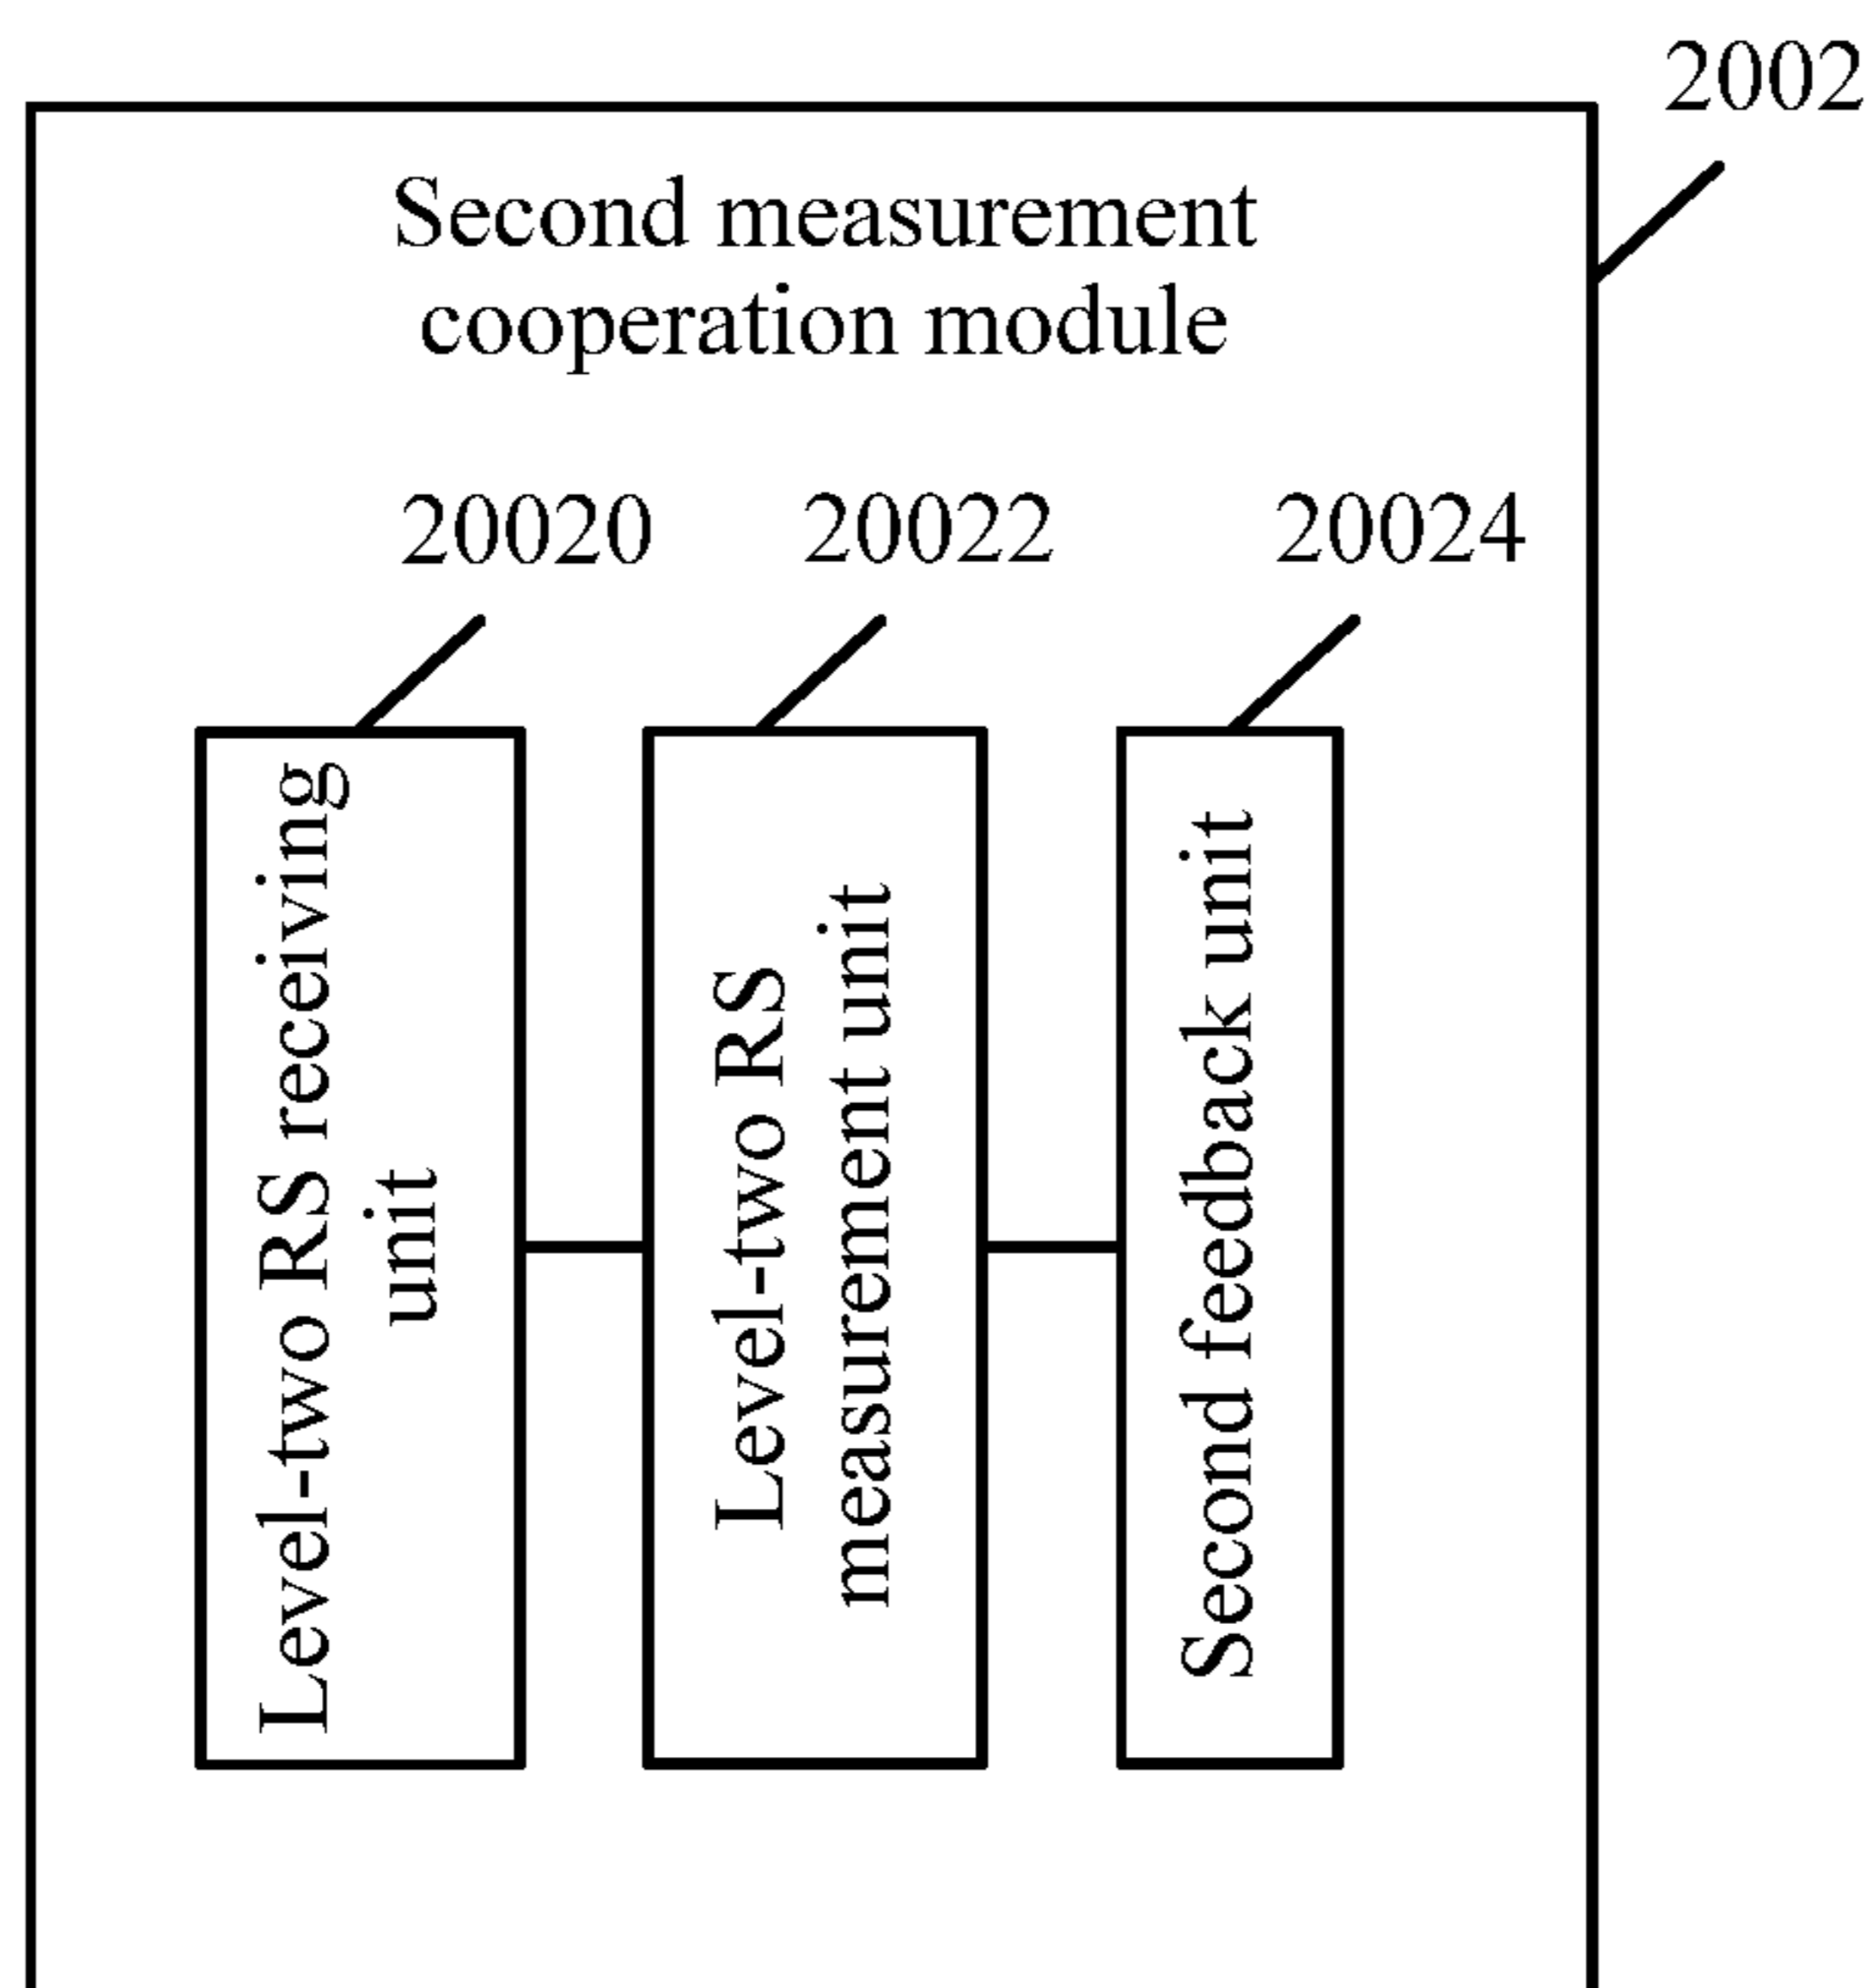 2002
Second measurement
cooperation module
20020
20022
20024
Level-two RS receiving
unit
Level-two RS
measurement unit
Second feedback unit